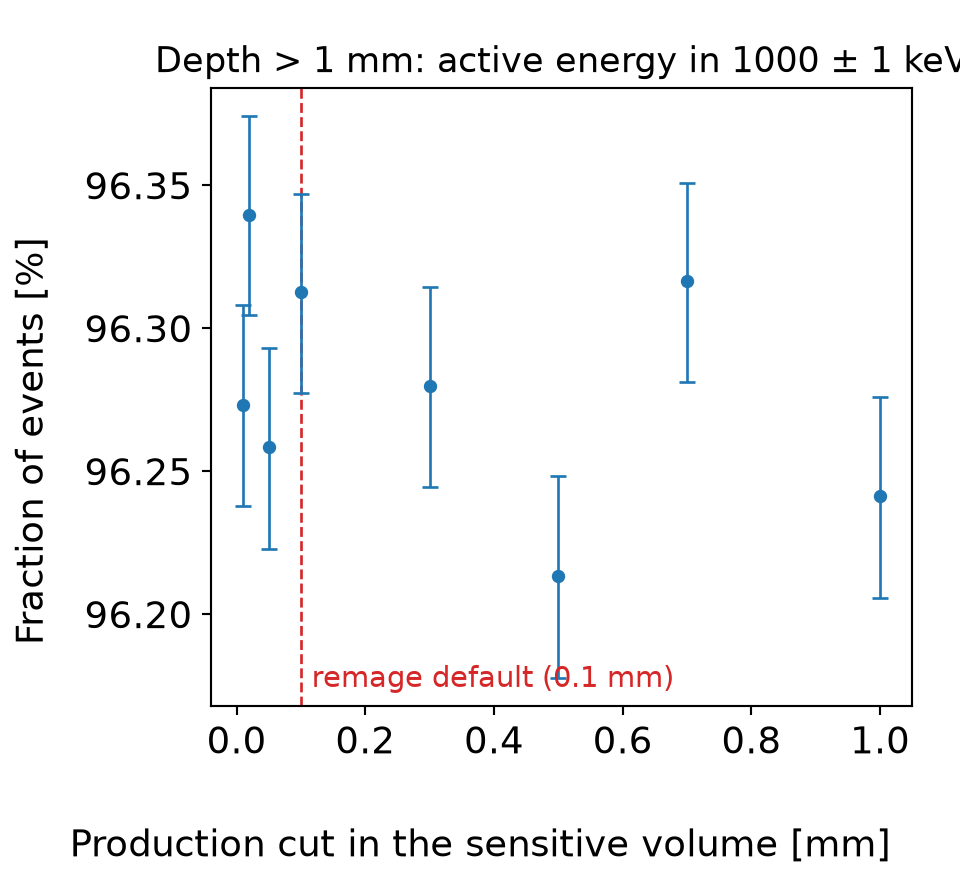 Depth > 1 mm: active energy in 1000 ± 1 keV
Fraction of events [%]
96.35
96.30
96.25
96.20
remage default (0.1 mm)
0.0 0.2 0.4 0.6 0.8 1.0
Production cut in the sensitive volume [mm]